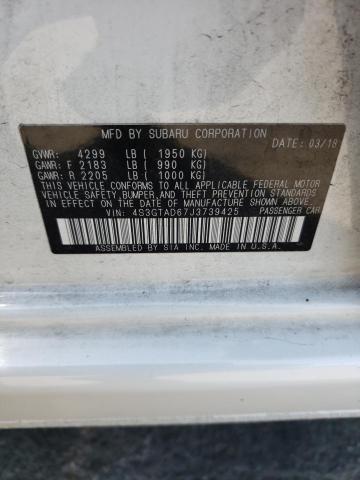 MFD BY SUBARU CORPORATION
GVWR: 4299 LB ( 1950 KG) DATE: 03/18
GAWR: F 2183 LB ( 990 KG)
GAWR: R 2205 LB ( 1000 KG)
THIS VEHICLE CONFORMS TO ALL APPLICABLE FEDERAL MOTOR
VEHICLE SAFETY, BUMPER, AND THEFT PREVENTION STANDARDS
IN EFFECT ON THE DATE OF MANUFACTURE SHOWN ABOVE.
VIN: 4S3GTAD67J3739425 PASSENGER CAR
ASSEMBLED BY SIA INC. MADE IN U.S.A.